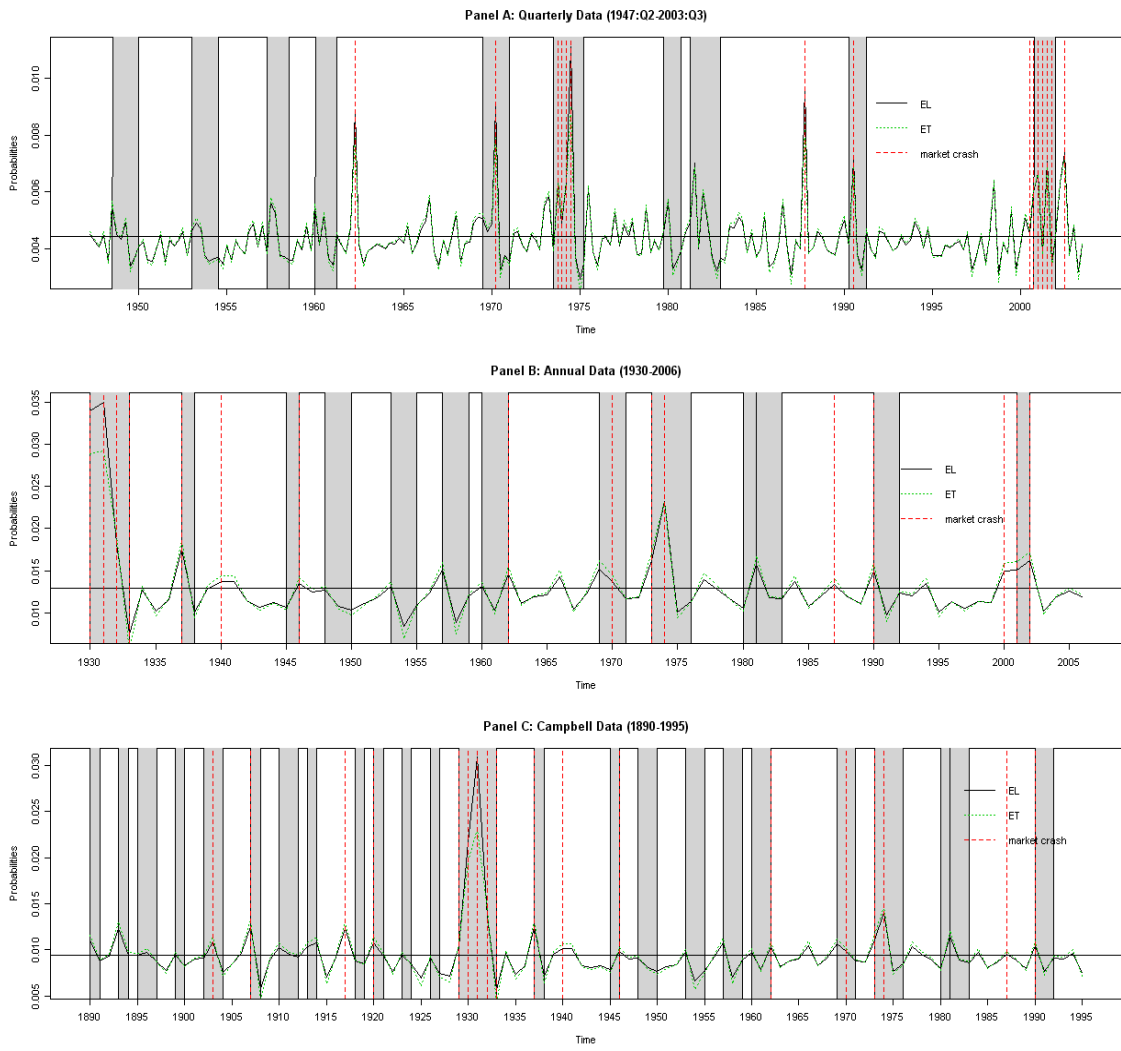 Panel A: Quarterly Data (1947:Q2-2003:Q3)
0.010
0.008
0.006
0.004
Probabilities
EL
ET
market crash
1950 1955 1960 1965 1970 1975 1980 1985 1990 1995 2000
Time
Panel B: Annual Data (1930-2006)
0.035
0.030
0.025
0.020
0.015
0.010
Probabilities
EL
ET
market crash
1930 1935 1940 1945 1950 1955 1960 1965 1970 1975 1980 1985 1990 1995 2000 2005
Time
Panel C: Campbell Data (1890-1995)
0.030
0.025
0.020
0.015
0.010
0.005
Probabilities
EL
ET
market crash
1890 1895 1900 1905 1910 1915 1920 1925 1930 1935 1940 1945 1950 1955 1960 1965 1970 1975 1980 1985 1990 1995
Time